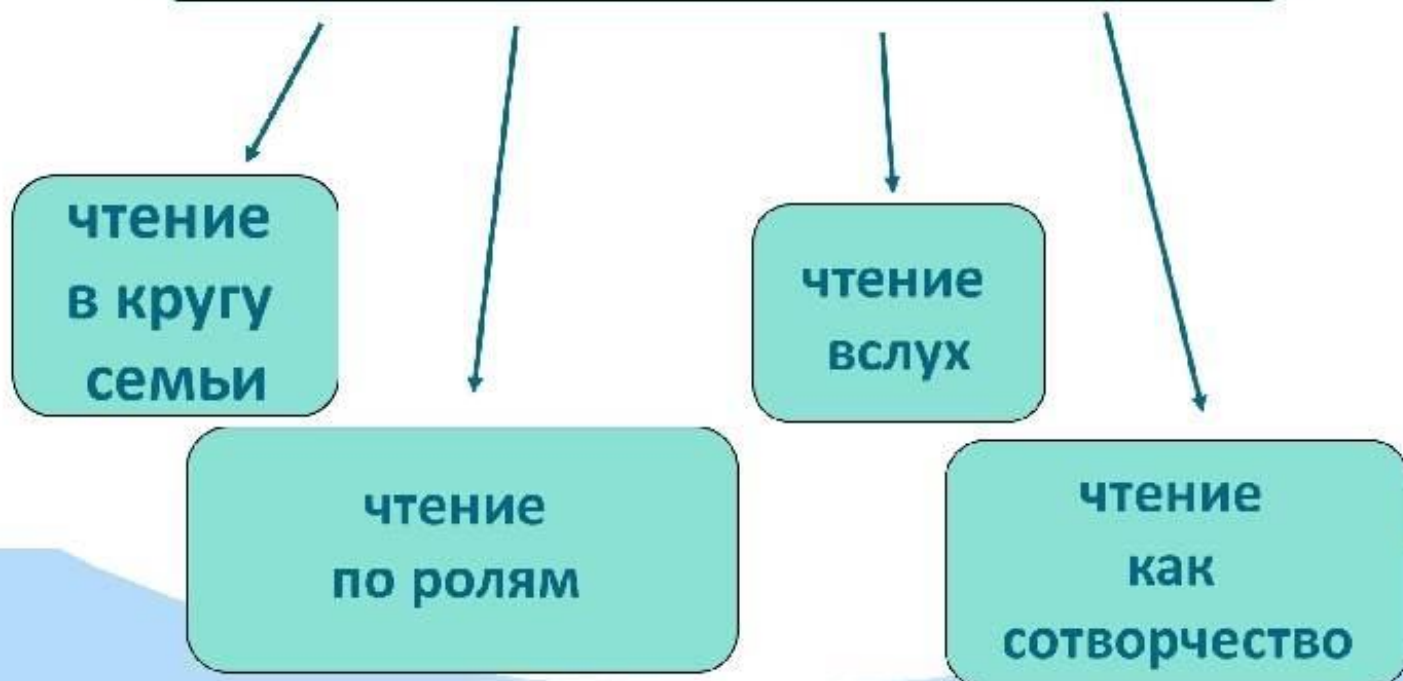 чтение
в кругу
семьи
чтение
по ролям
чтение
вслух
чтение
как
сотворчество